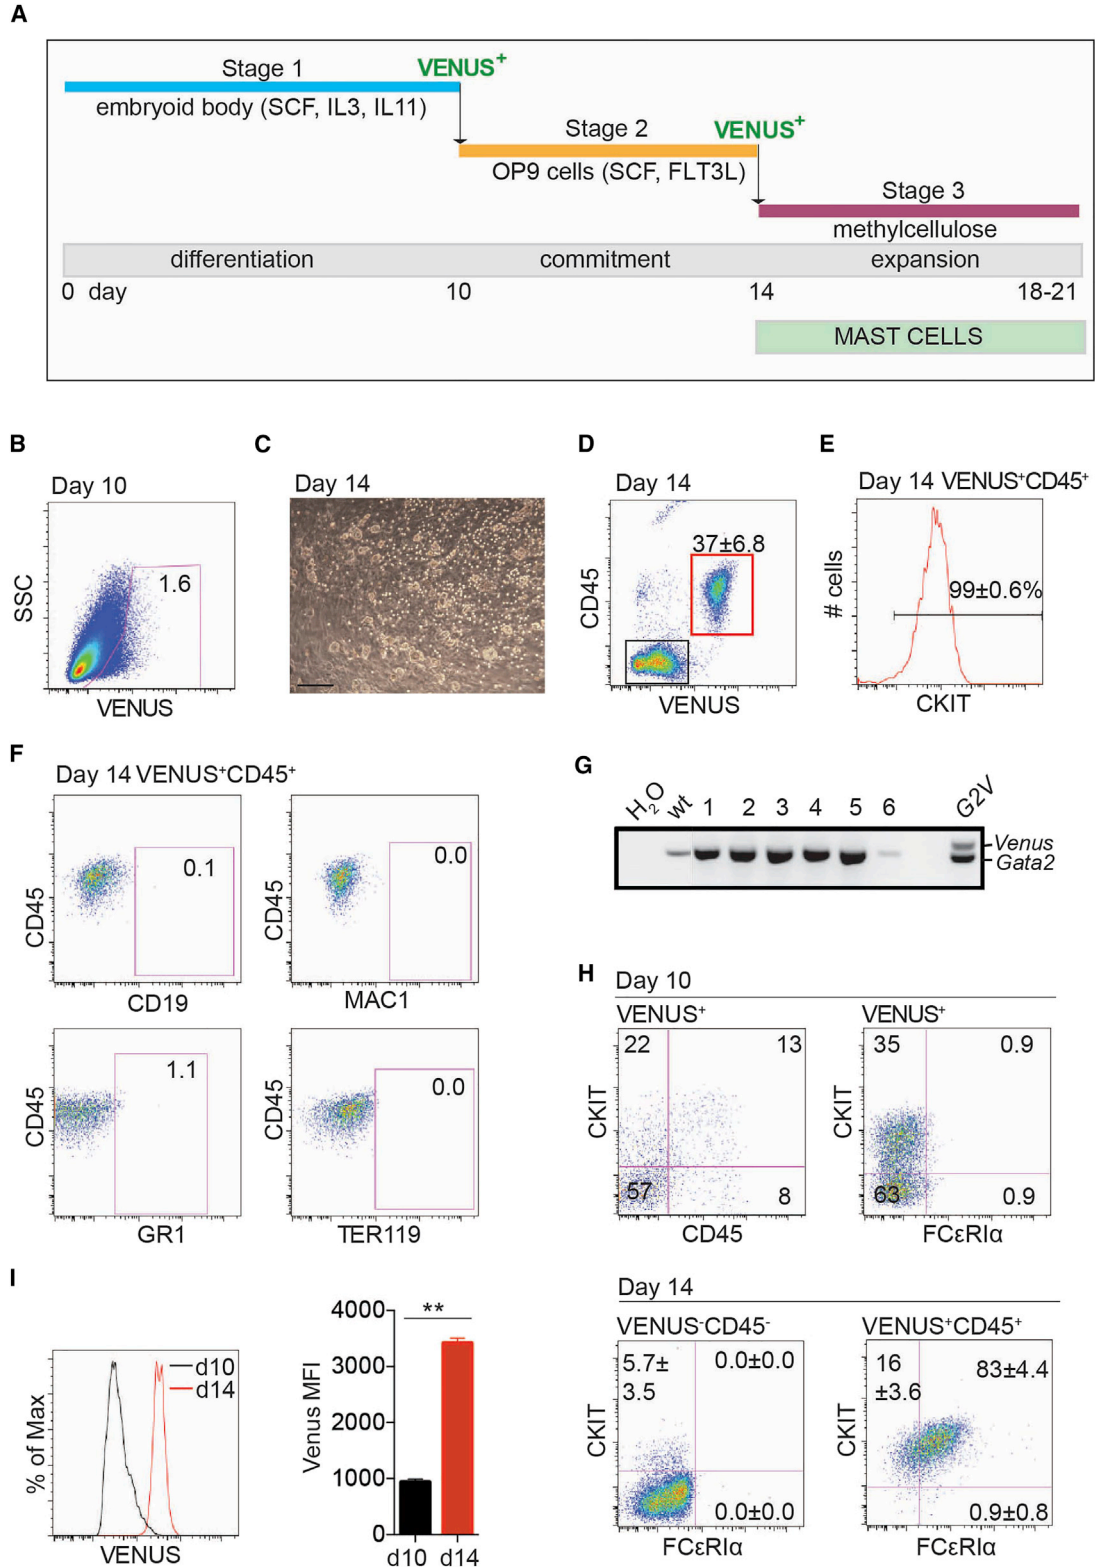 A
Stage 1
VENUS+
embryoid body (SCF, IL3, IL11)
Stage 2
VENUS+
OP9 cells (SCF, FLT3L)
Stage 3
methylcellulose
differentiation commitment expansion
0 day 10 14 18-21
MAST CELLS
B
Day 10
SSC
1.6
VENUS
C
Day 14
D
Day 14
CD45
37±6.8
VENUS
E
Day 14 VENUS+CD45+
# cells
99±0.6%
CKIT
F
Day 14 VENUS+CD45+
CD45
0.1
CD19
CD45
0.0
MAC1
CD45
1.1
GR1
CD45
0.0
TER119
G
H2O wt 1 2 3 4 5 6 G2V
Venus
Gata2
H
Day 10
VENUS+
CKIT
22 13
57 8
CD45
VENUS+
CKIT
35 0.9
63 0.9
FCεRIα
Day 14
VENUS-CD45-
CKIT
5.7±
3.5
0.0±0.0
0.0±0.0
FCεRIα
VENUS+CD45+
CKIT
16
±3.6
83±4.4
0.9±0.8
FCεRIα
I
% of Max
d10
d14
VENUS
Venus MFI
4000
3000
2000
1000
0
**
d10 d14